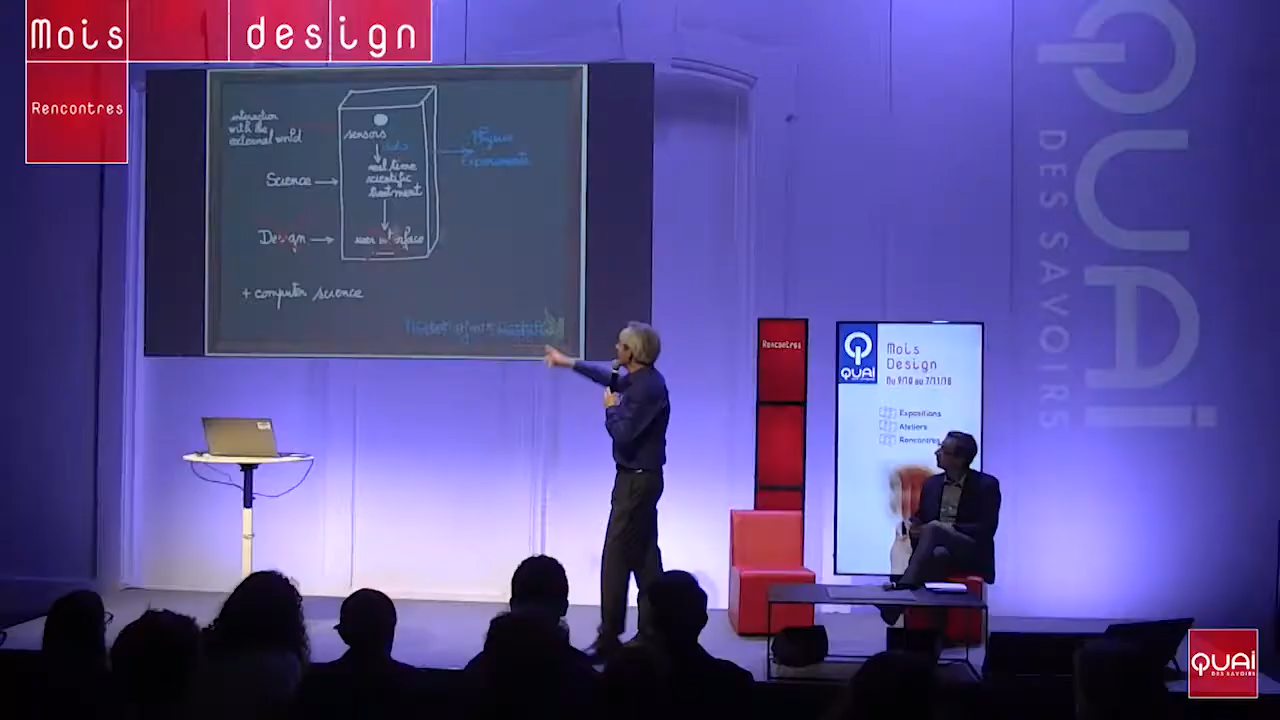 Mois design
Rencontres
interaction
with the
external world
sensors
data
real time
scientific
treatment
user interface
Science
Design
+ computer science
Physics
Experiments
Rencontres
QUAI
Mois
Design
Du 9/10 au 7/11/18
Expositions
Ateliers
Rencontres
QUAI
DES SAVOIRS
QUAI
DES SAVOIRS